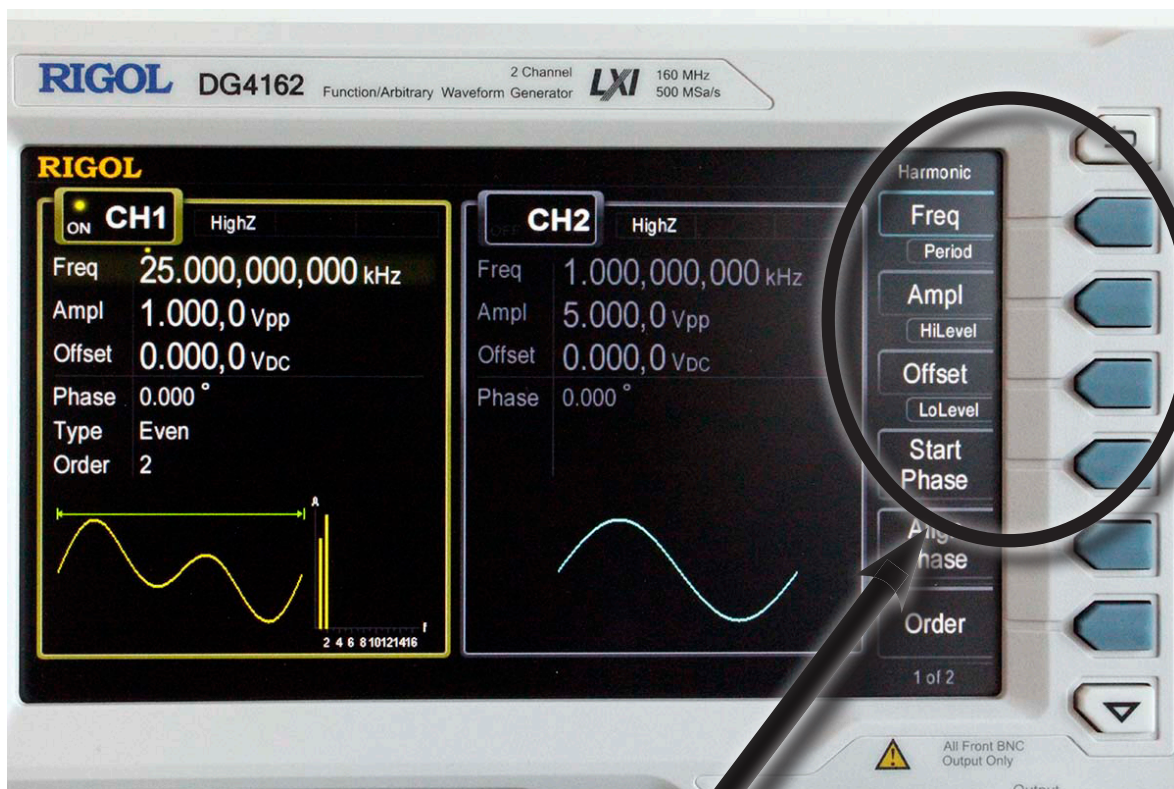 RIGOL DG4162 Function/Arbitrary Waveform Generator
2 Channel
LXI
160 MHz
500 MSa/s
RIGOL
ON CH1 HighZ
Freq 25.000,000,000 kHz
Ampl 1.000,0 Vpp
Offset 0.000,0 VDC
Phase 0.000 °
Type Even
Order 2
A
2 4 6 8 10 12 14 16
f
OFF CH2 HighZ
Freq 1.000,000,000 kHz
Ampl 5.000,0 Vpp
Offset 0.000,0 VDC
Phase 0.000 °
Harmonic
Freq
Period
Ampl
HiLevel
Offset
LoLevel
Start
Phase
Order
1 of 2
All Front BNC
Output Only